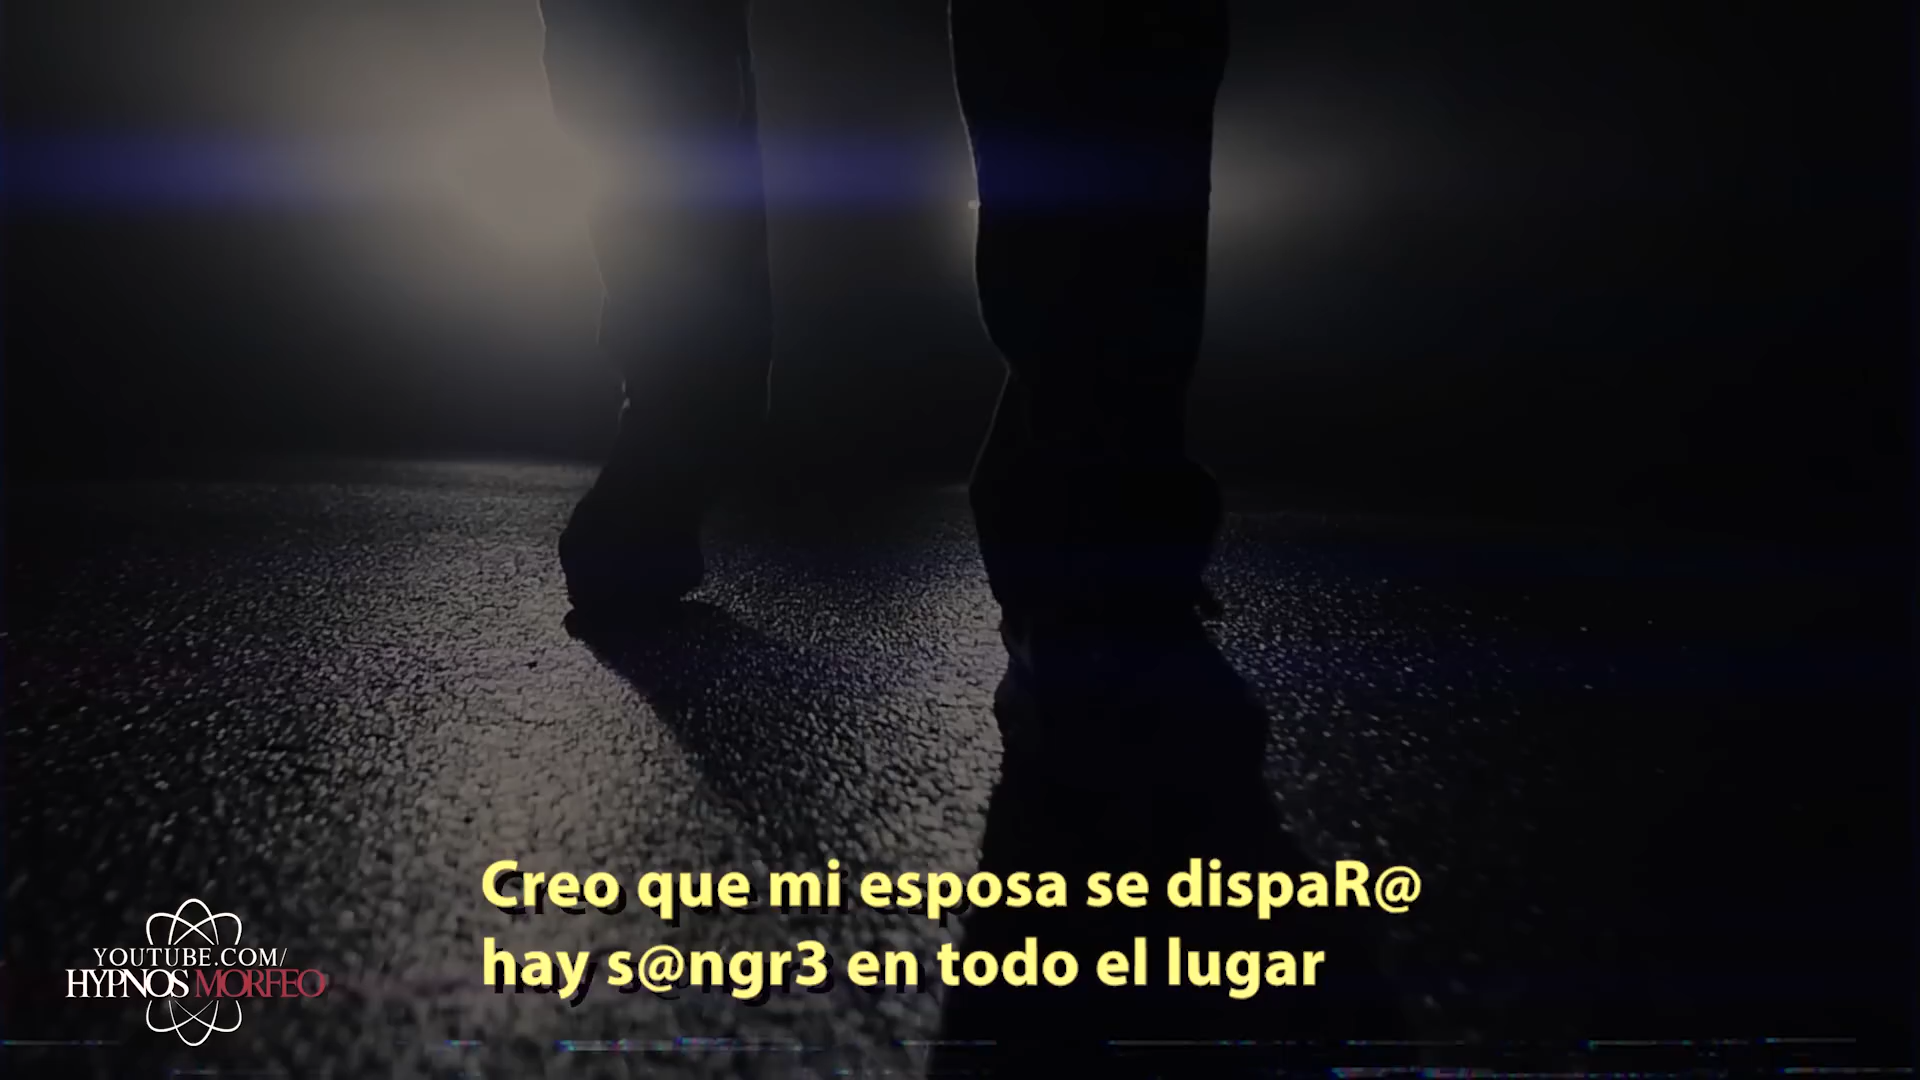 Creo que mi esposa se dispaR@
hay s@ngr3 en todo el lugar
YOUTUBE.COM/
HYPNOS MORFEO